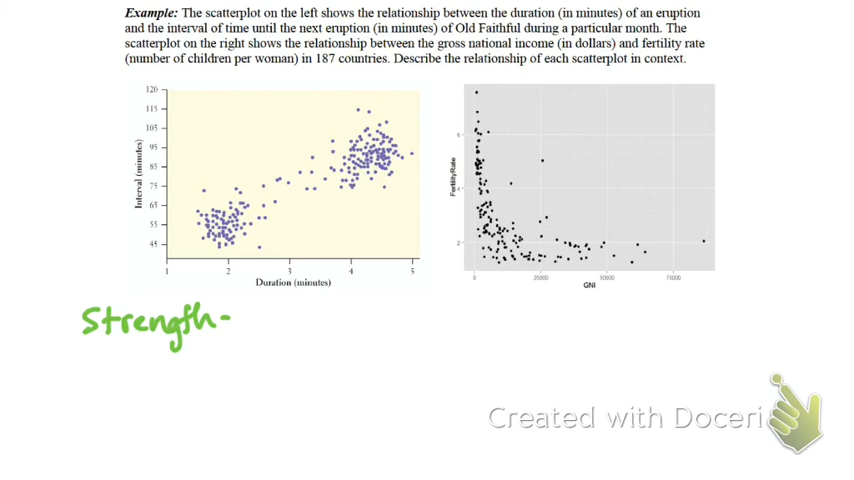 Example: The scatterplot on the left shows the relationship between the duration (in minutes) of an eruption
and the interval of time until the next eruption (in minutes) of Old Faithful during a particular month. The
scatterplot on the right shows the relationship between the gross national income (in dollars) and fertility rate
(number of children per woman) in 187 countries. Describe the relationship of each scatterplot in context.
120
115
105
95
85
75
65
55
45
Interval (minutes)
1 2 3 4 5
Duration (minutes)
6
4
2
FertilityRate
0 25000 50000 75000
GNI
Strength-
Created with Doceri